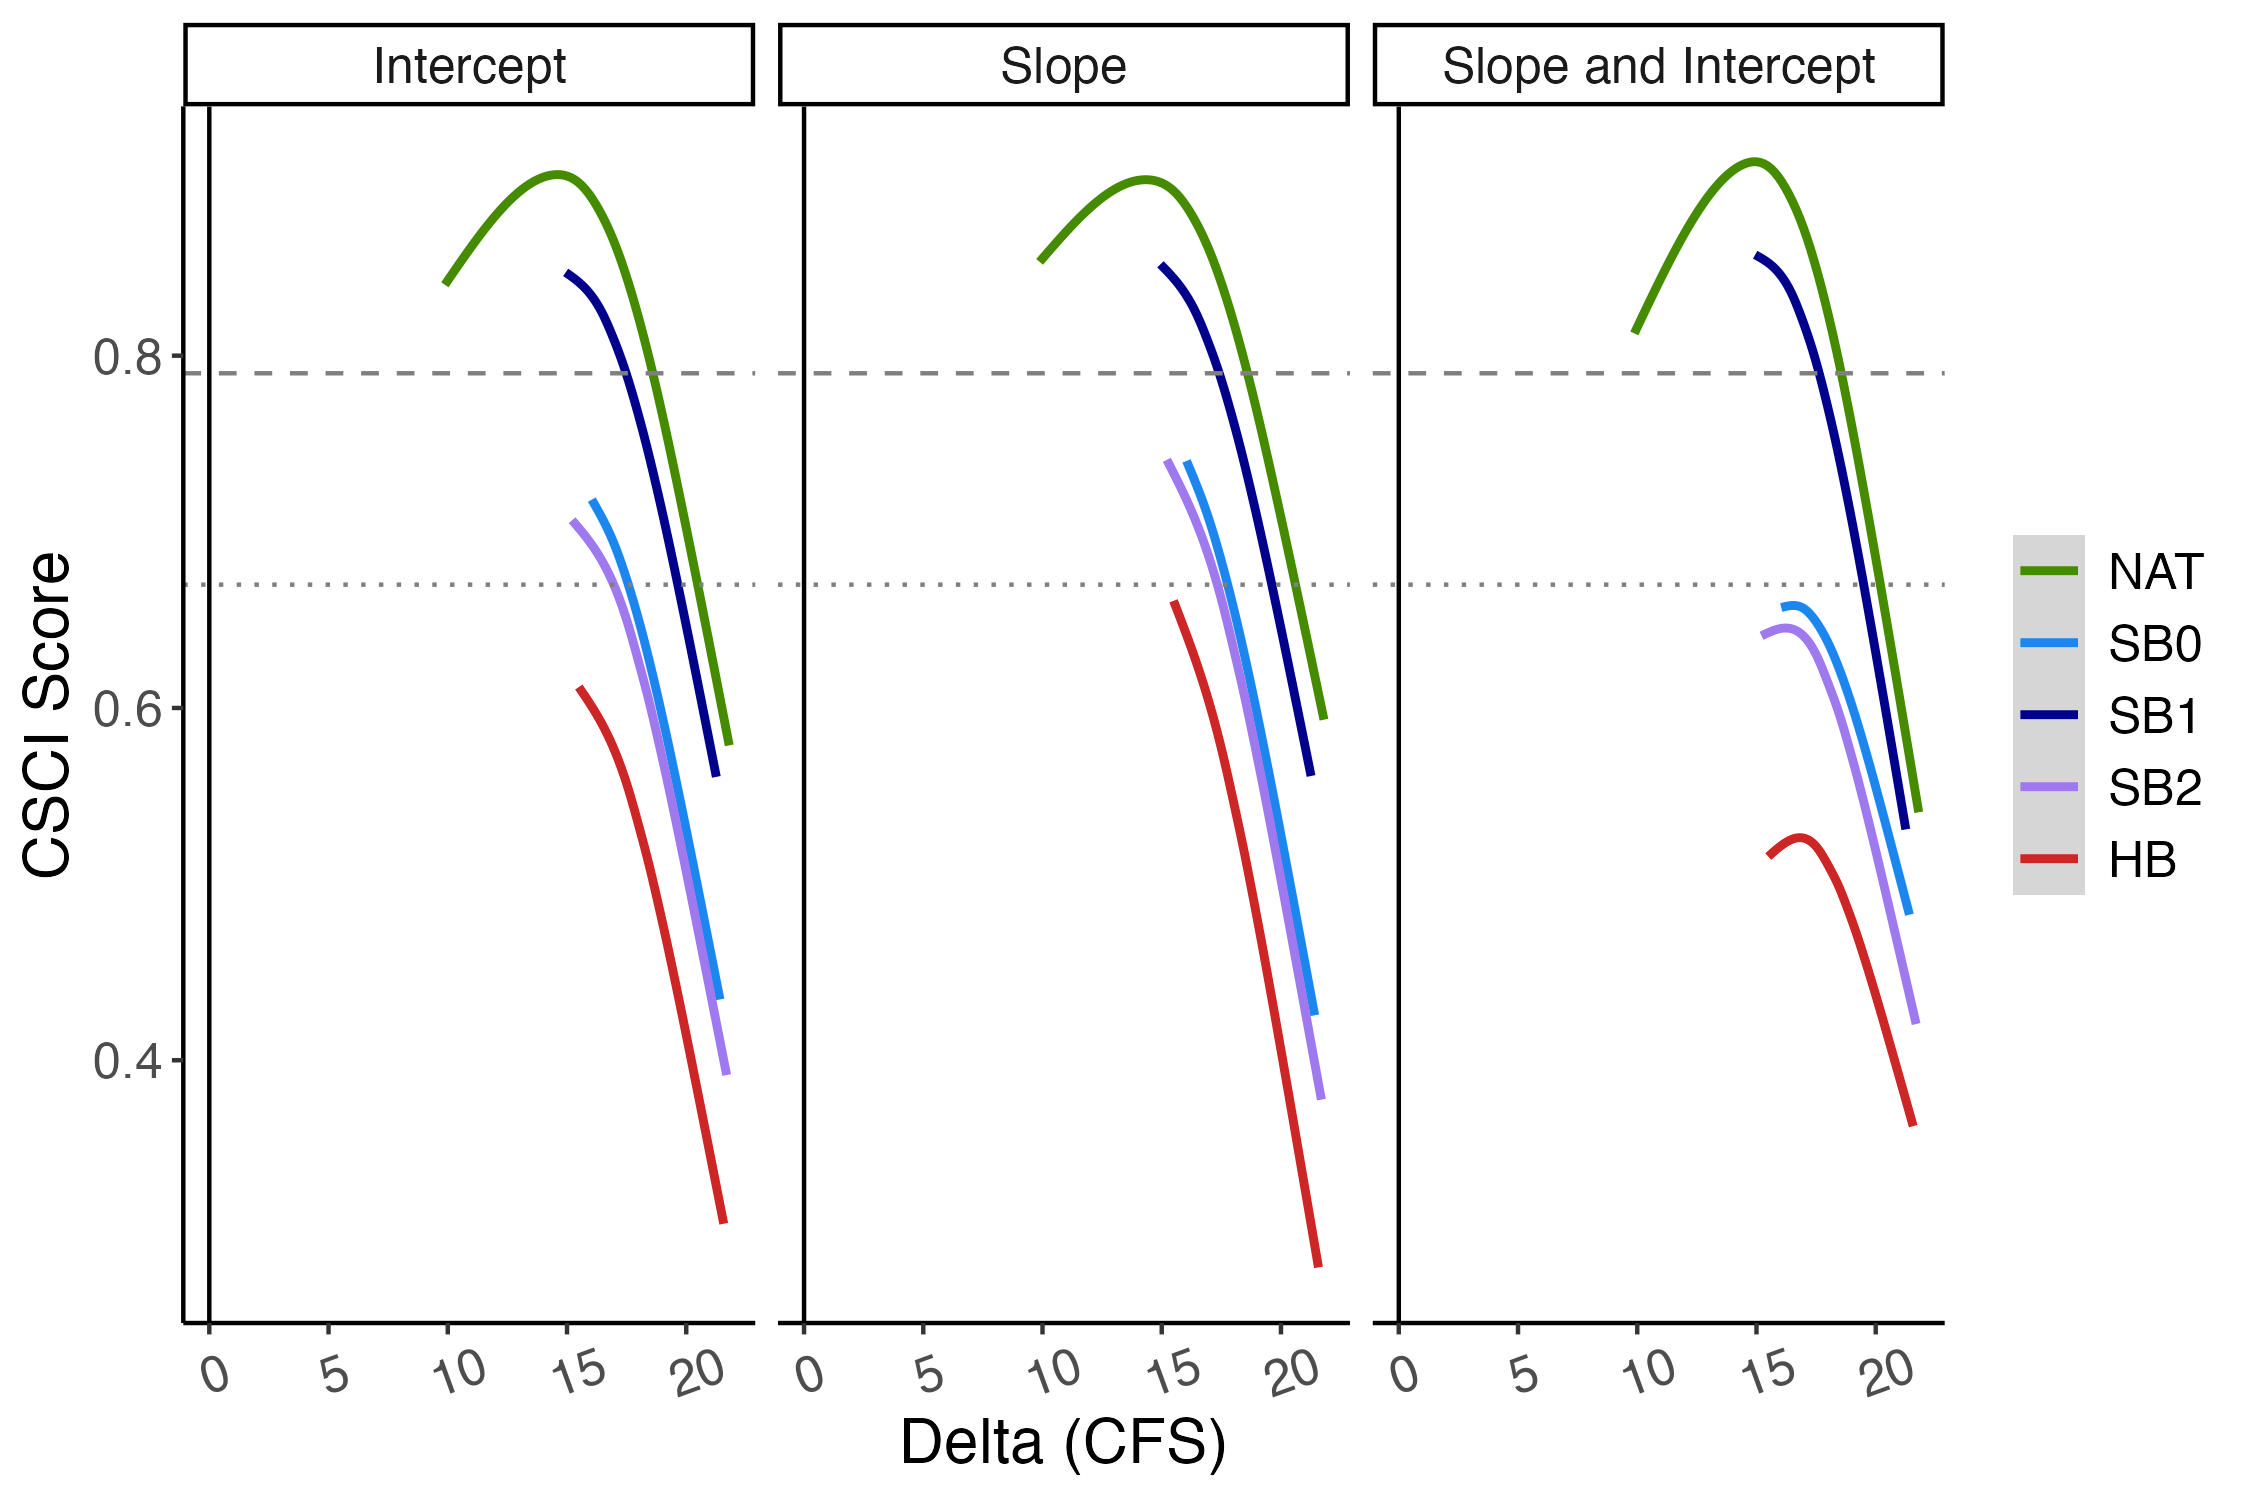 Intercept
Slope
Slope and Intercept
CSCI Score
0.8
0.6
0.4
0 5 10 15 20
0 5 10 15 20
0 5 10 15 20
Delta (CFS)
NAT
SB0
SB1
SB2
HB